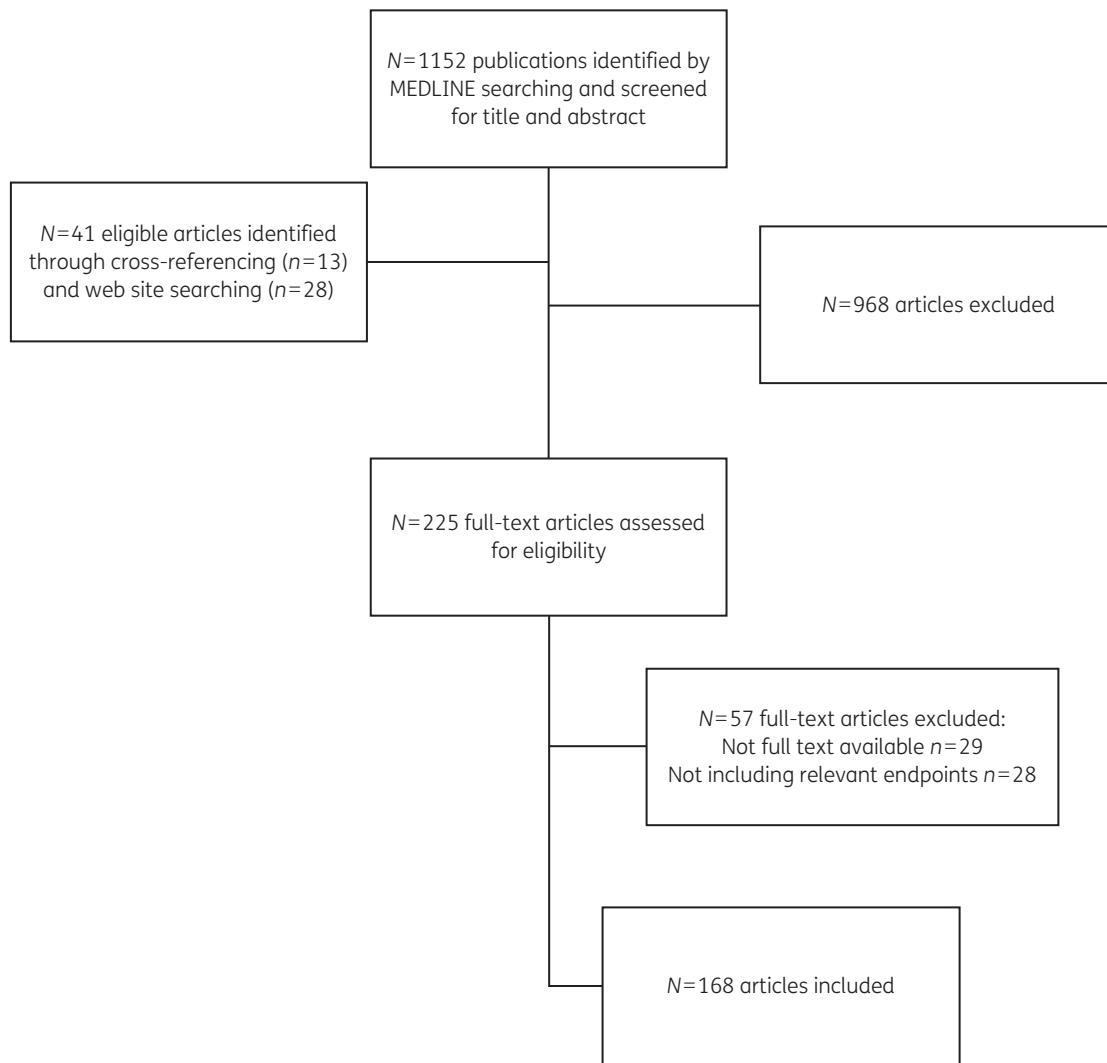 N=1152 publications identified by
MEDLINE searching and screened
for title and abstract
N=41 eligible articles identified
through cross-referencing (n=13)
and web site searching (n=28)
N=968 articles excluded
N=225 full-text articles assessed
for eligibility
N=57 full-text articles excluded:
Not full text available n=29
Not including relevant endpoints n=28
N=168 articles included